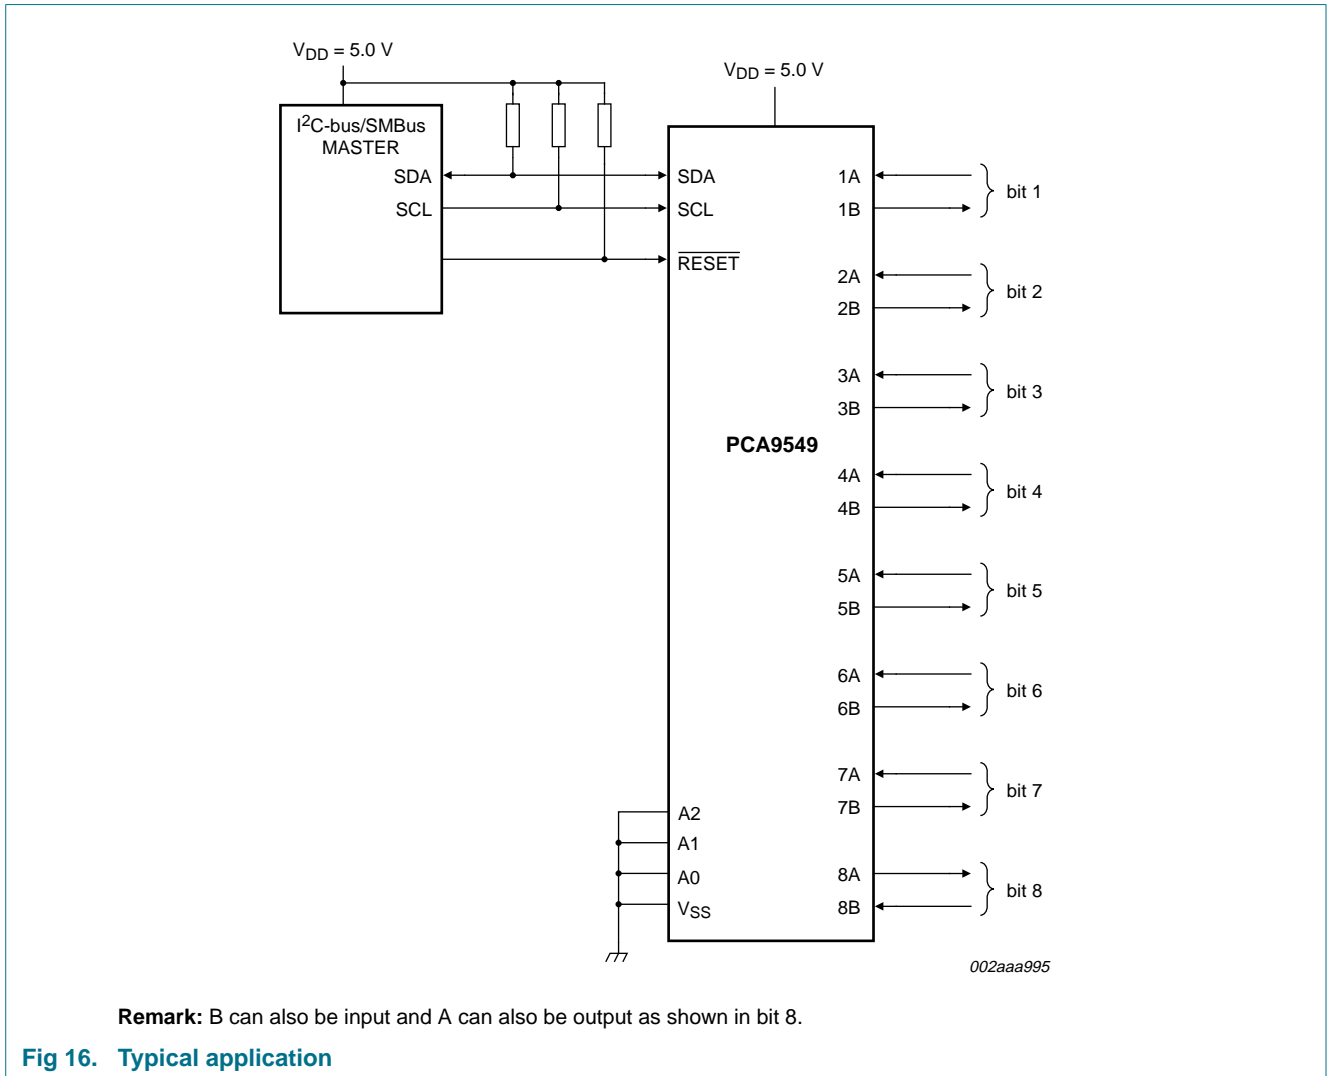 VDD = 5.0 V
VDD = 5.0 V
I2C-bus/SMBus
MASTER
SDA
SCL
SDA
SCL
RESET
PCA9549
A2
A1
A0
VSS
1A
1B
bit 1
2A
2B
bit 2
3A
3B
bit 3
4A
4B
bit 4
5A
5B
bit 5
6A
6B
bit 6
7A
7B
bit 7
8A
8B
bit 8
002aaa995
Remark: B can also be input and A can also be output as shown in bit 8.
Fig 16. Typical application